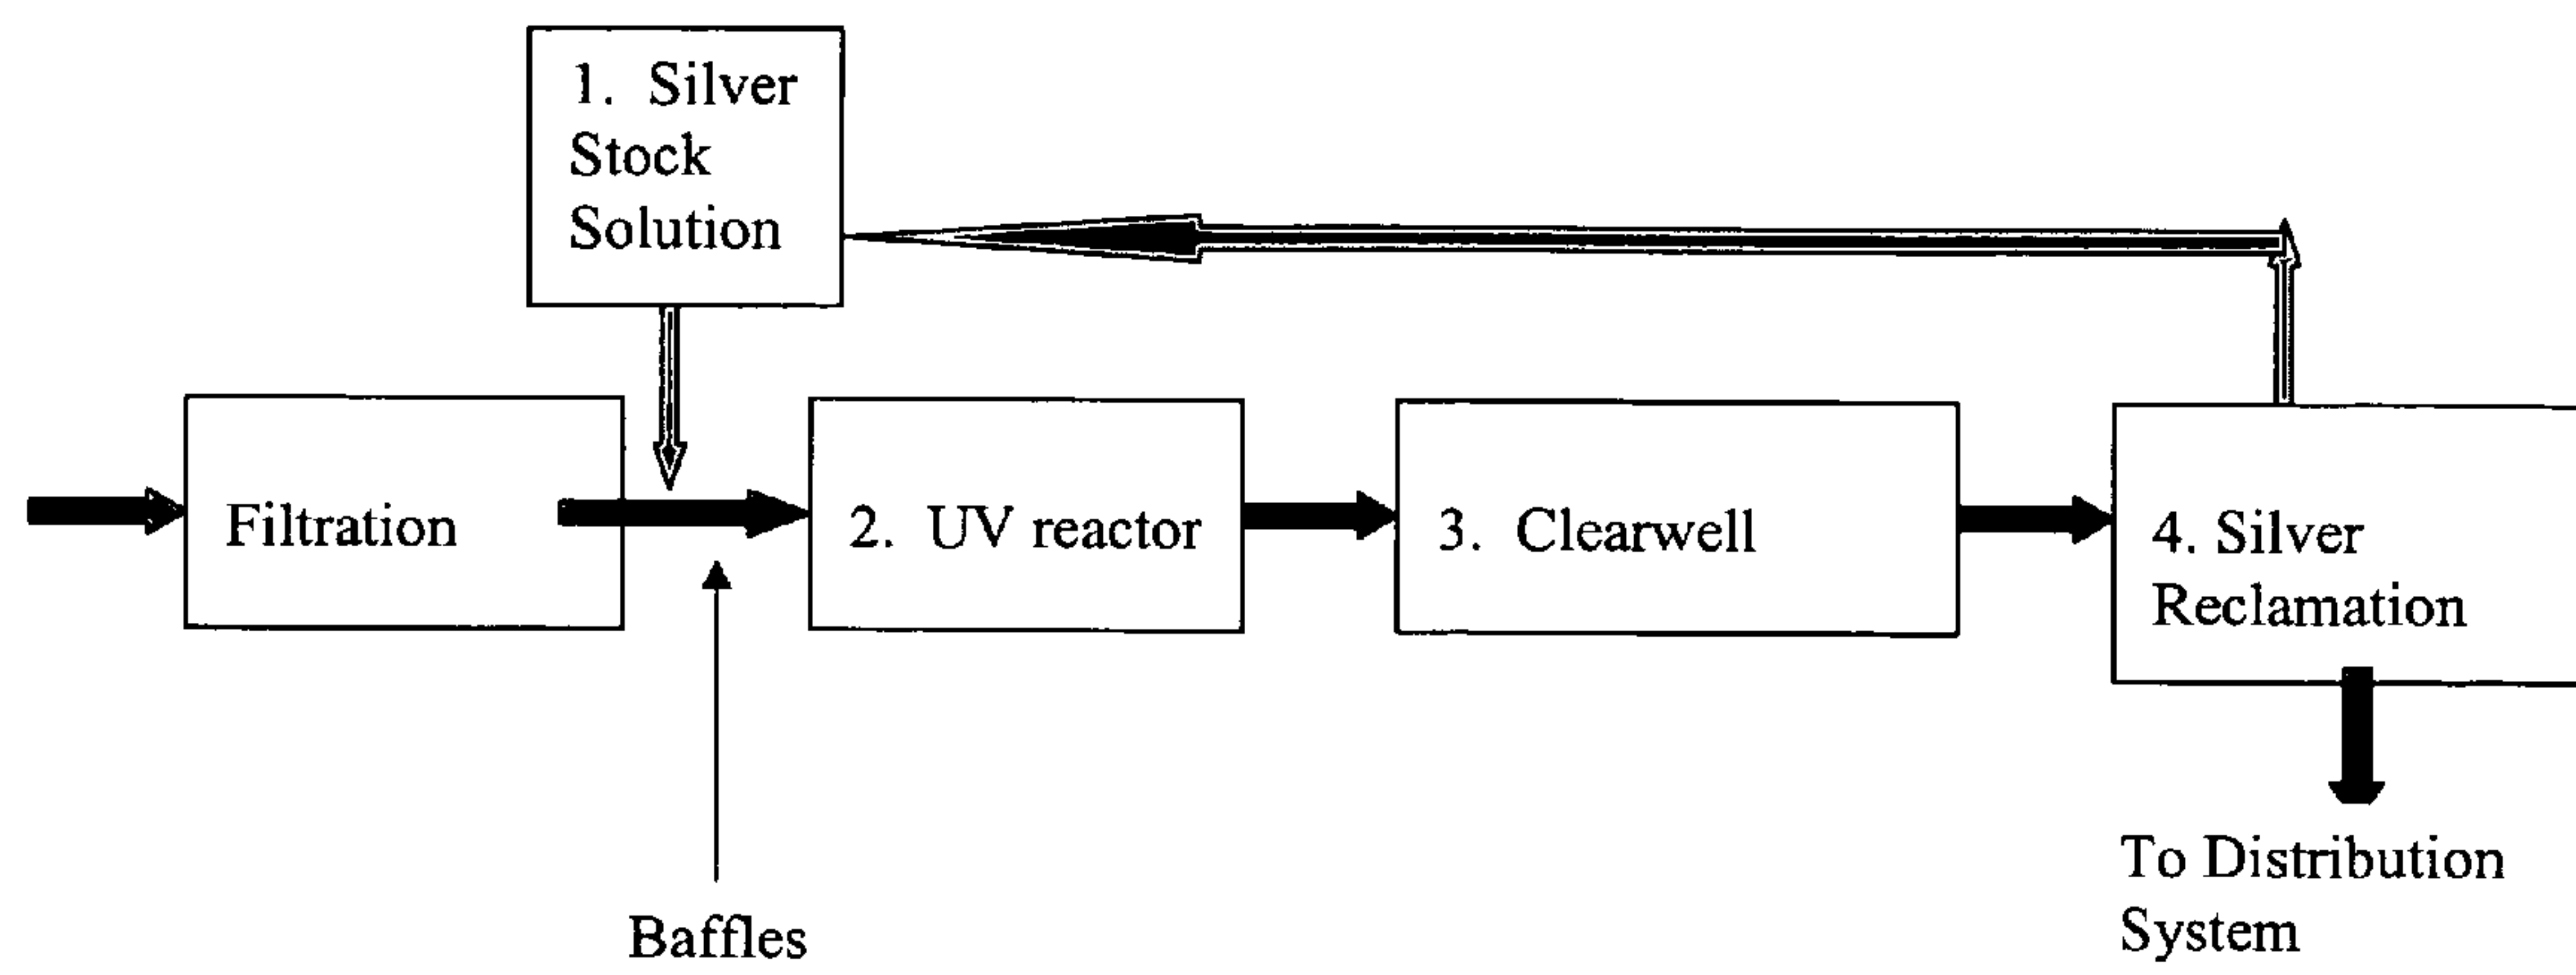 1. Silver
Stock
Solution
Filtration
2. UV reactor
3. Clearwell
4. Silver
Reclamation
To Distribution
System
Baffles